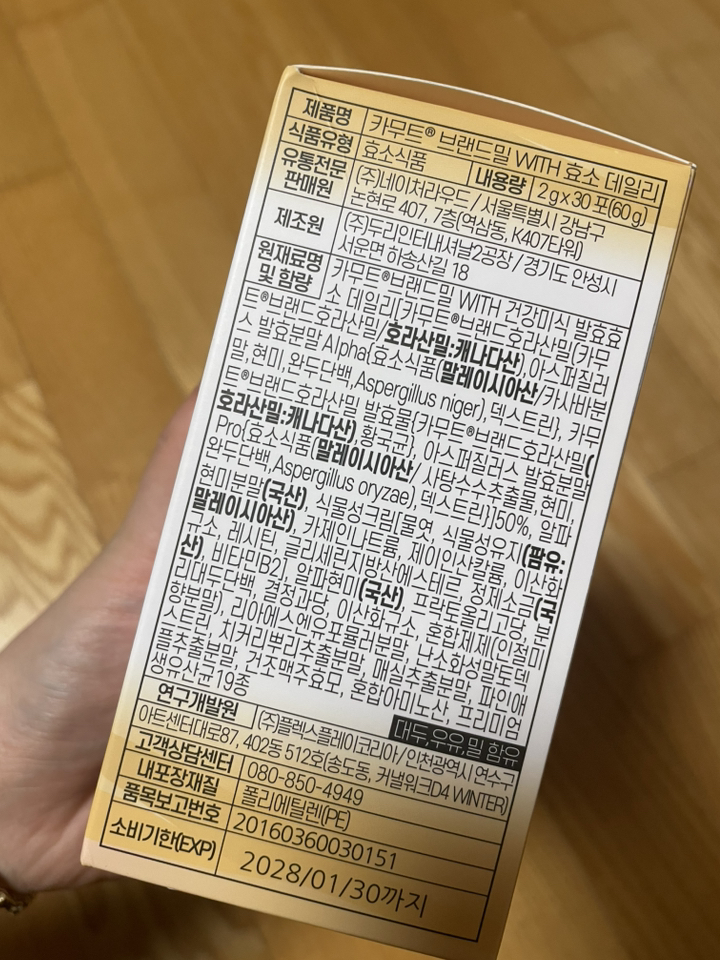 제품명 카무트® 브랜드밀 WITH 효소 데일리
식품유형 효소식품 내용량 2g x 30포(60g)
유통전문판매원 (주)네이처라우드 / 서울특별시 강남구
논현로 407, 7층(역삼동, K407타워)
제조원 (주)두리인터내셔널2공장 / 경기도 안성시
서운면 하송산길 18
원재료명 및 함량 카무트®브랜드밀 WITH 건강미식 발효효
소 데일리[카무트®브랜드호라산밀{카무
트®브랜드호라산밀/호라산밀:캐나다산), 아스퍼질러
스 발효분말 Alpha{효소식품(말레이시아산/카사바분
말, 현미, 완두단백, Aspergillus niger), 덱스트린}, 카무
트®브랜드호라산밀 발효물{카무트®브랜드호라산밀(
호라산밀:캐나다산), 황국균}, 아스퍼질러스 발효분말
Pro{효소식품(말레이시아산/사탕수수추출물, 현미,
완두단백, Aspergillus oryzae), 덱스트린}]50%, 알파
현미분말(국산), 식물성크림[물엿, 식물성유지(팜유:
말레이시아산), 카제인나트륨, 제이인산칼륨, 이산화
규소, 레시틴, 글리세린지방산에스테르, 정제소금(국
산), 비타민B2], 알파현미(국산), 프락토올리고당, 분
리대두단백, 결정과당, 이산화규소, 혼합제제(인절미
향분말), 리아에스엔유포뮬러분말, 난소화성말토덱
스트린, 치커리뿌리추출분말, 매실추출분말, 파인애
플추출분말, 건조맥주효모, 혼합아미노산, 프리미엄
생유산균19종
대두,우유,밀 함유
연구개발원 (주)플렉스플레이코리아/인천광역시 연수구
아트센터대로87, 402동 512호(송도동, 커낼워크D4 WINTER)
고객상담센터 080-850-4949
내포장재질 폴리에틸렌(PE)
품목보고번호 20160360030151
소비기한(EXP) 2028/01/30까지